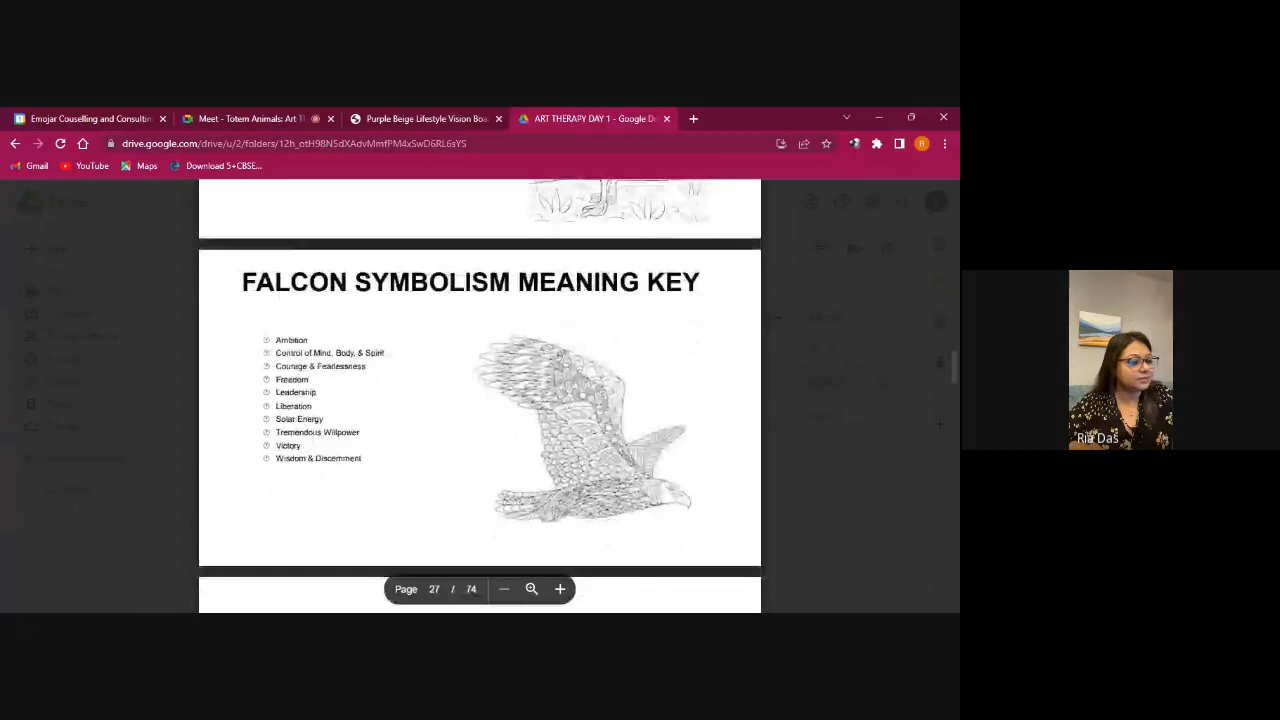 Emojar Couselling and Consultin
Meet - Totem Animals: Art T
Purple Beige Lifestyle Vision Boa
ART THERAPY DAY 1 - Google D
drive.google.com/drive/u/2/folders/12h_otH98N5dXAdvMmfPM4xSwD6RL6sYS
Gmail
YouTube
Maps
Download 5+CBSE...
FALCON SYMBOLISM MEANING KEY
Ambition
Control of Mind, Body, & Spirit
Courage & Fearlessness
Freedom
Leadership
Liberation
Solar Energy
Tremendous Willpower
Victory
Wisdom & Discernment
Page 27 / 74
Ria Das